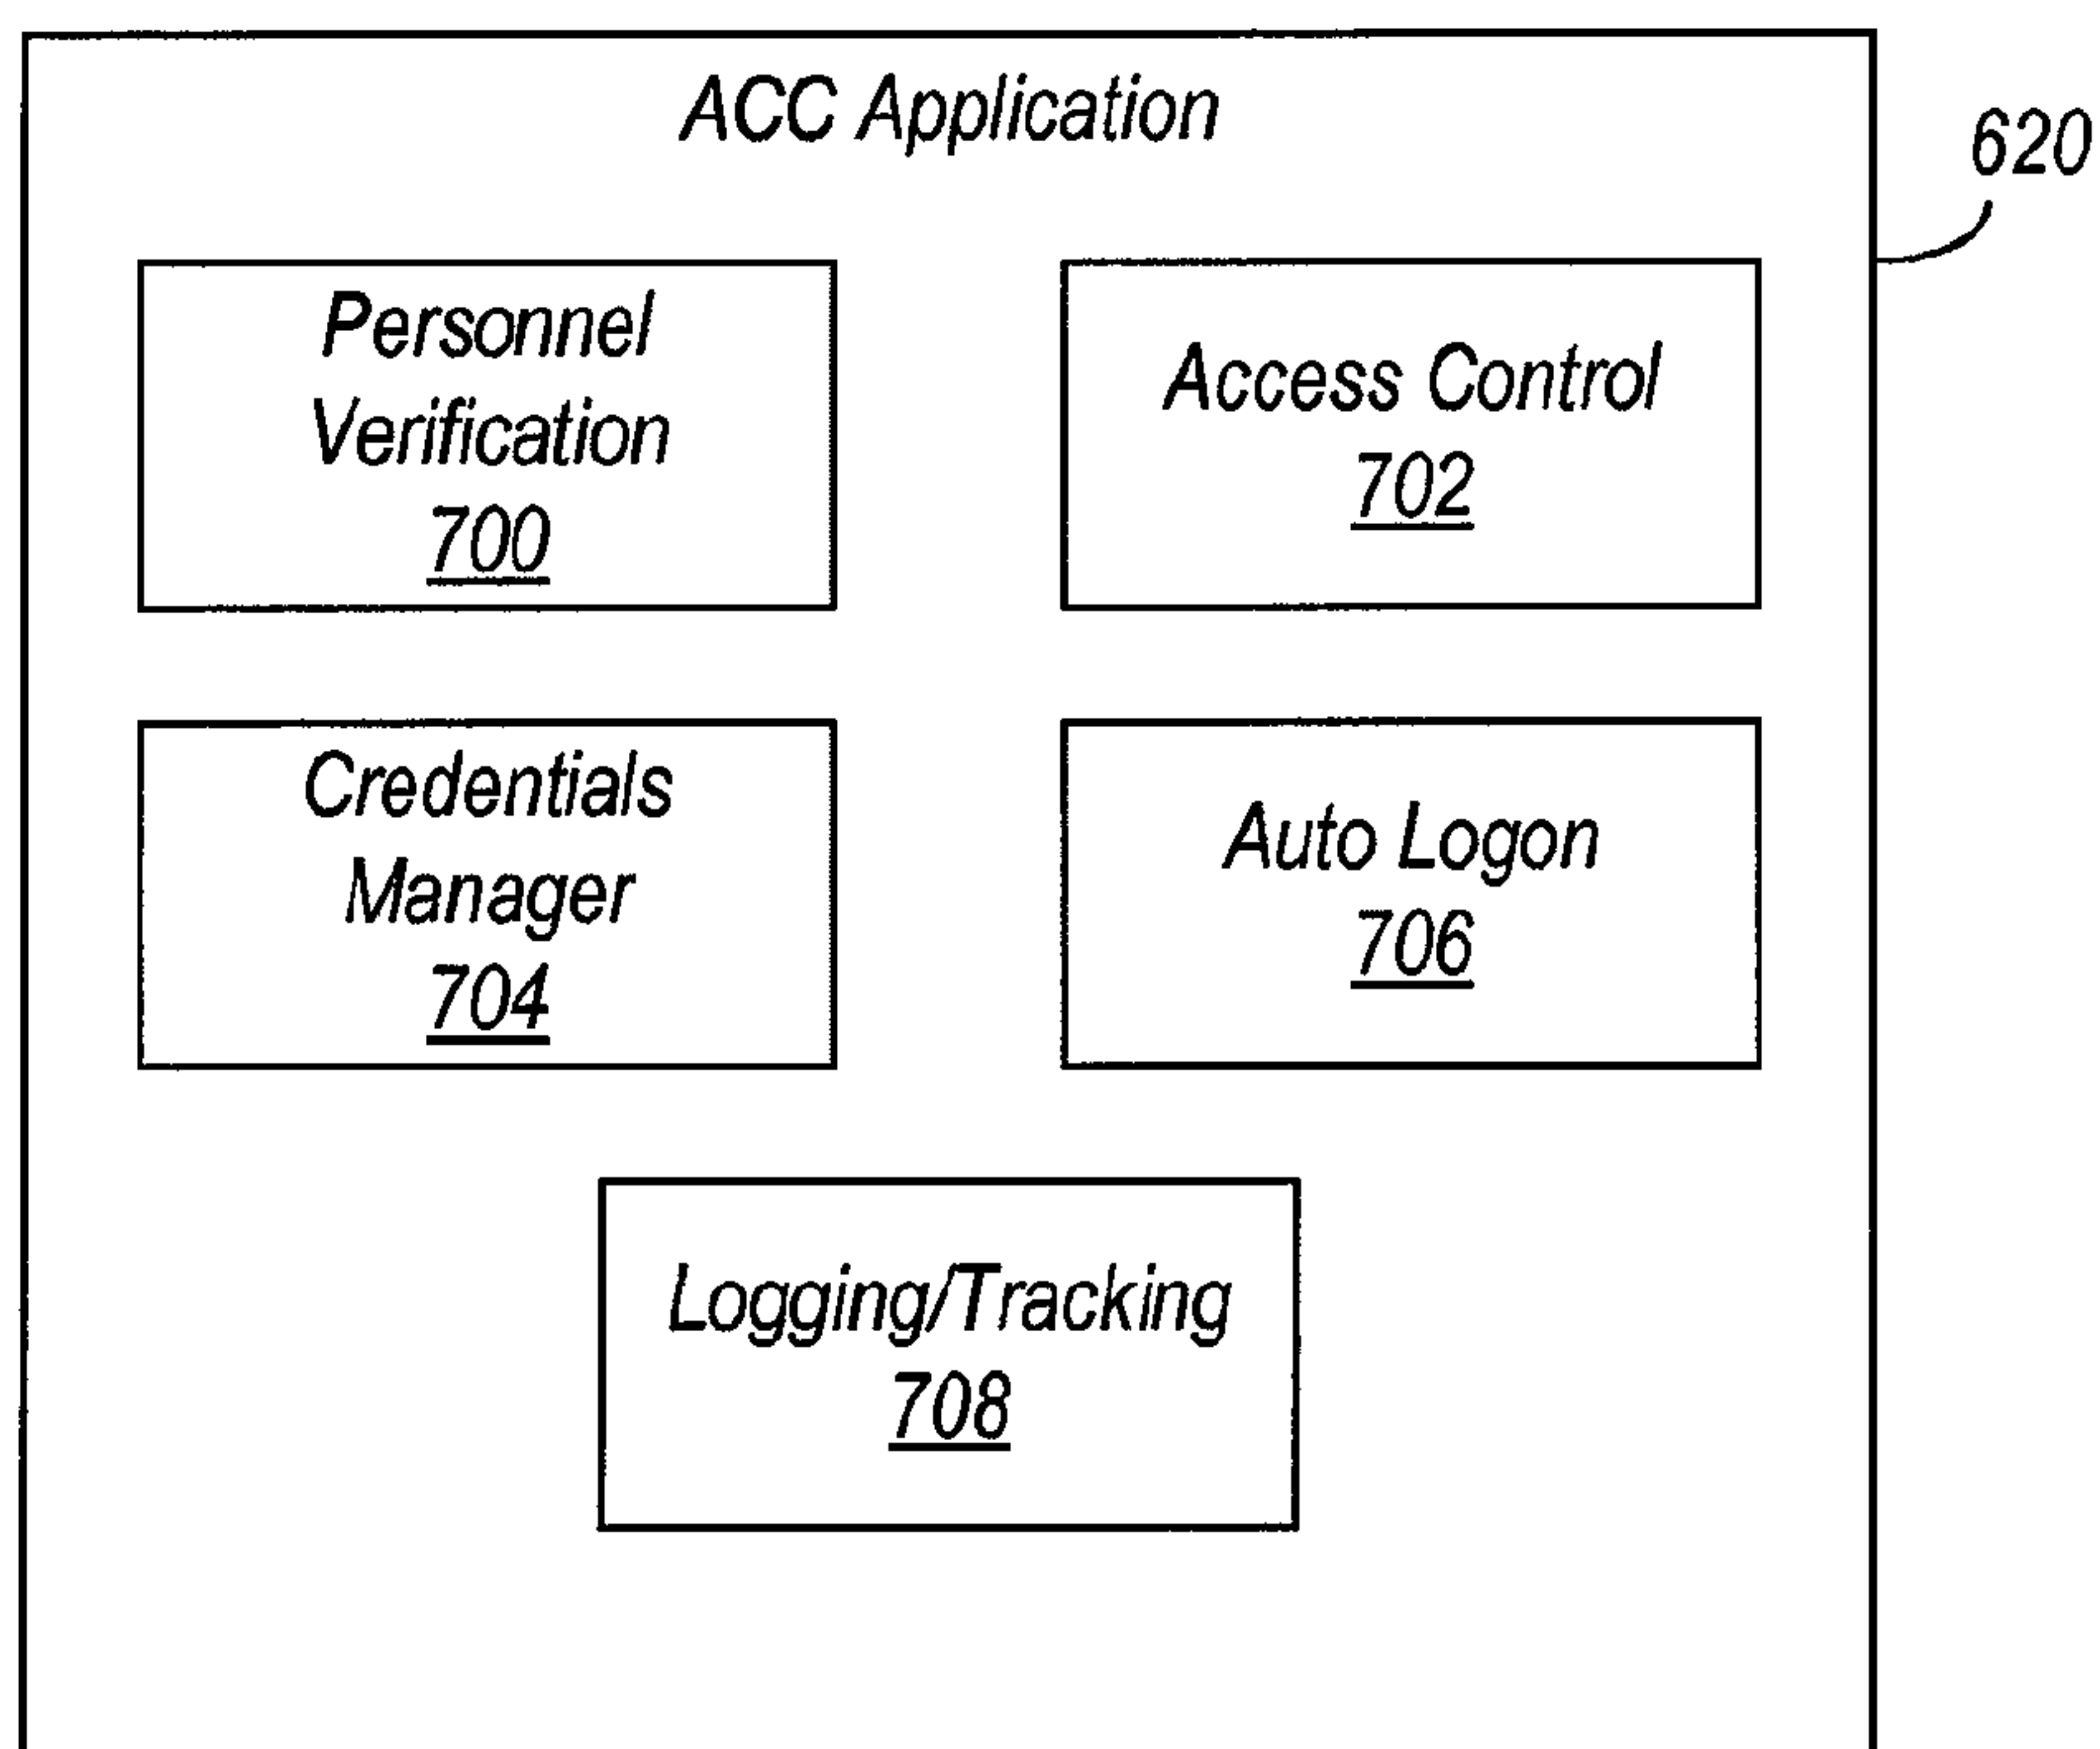 ACC Application
620
Personnel
Verification
700
Access Control
702
Credentials
Manager
704
Auto Logon
706
Logging/Tracking
708